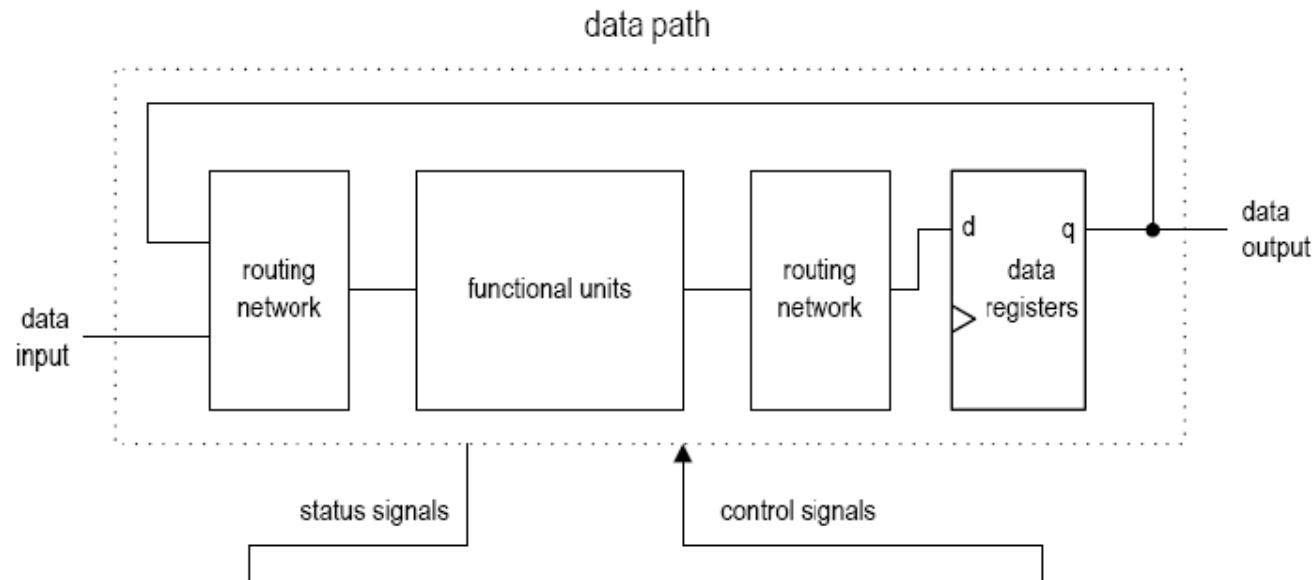 data path
routing
network
functional units
routing
network
d
q
data
registers
data
output
data
input
status signals
control signals